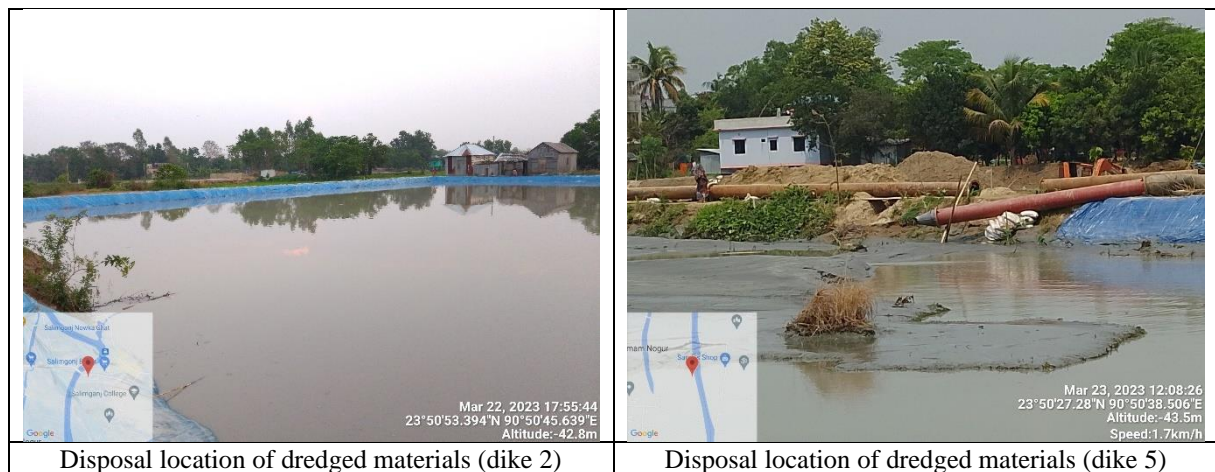 Salimganj College
Google
Mar 22, 2023 17:55:44
23°50'53.394"N 90°50'45.639"E
Altitude:-42.8m
Disposal location of dredged materials (dike 2)
mam Nogur
Shop
Google
Mar 23, 2023 12:08:26
23°50'27.28"N 90°50'38.506"E
Altitude:-43.5m
Speed:1.7km/h
Disposal location of dredged materials (dike 5)